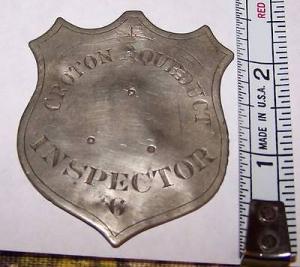 CROTON AQUEDUCT
INSPECTOR
6
1 MADE IN U.S.A. 2
RED